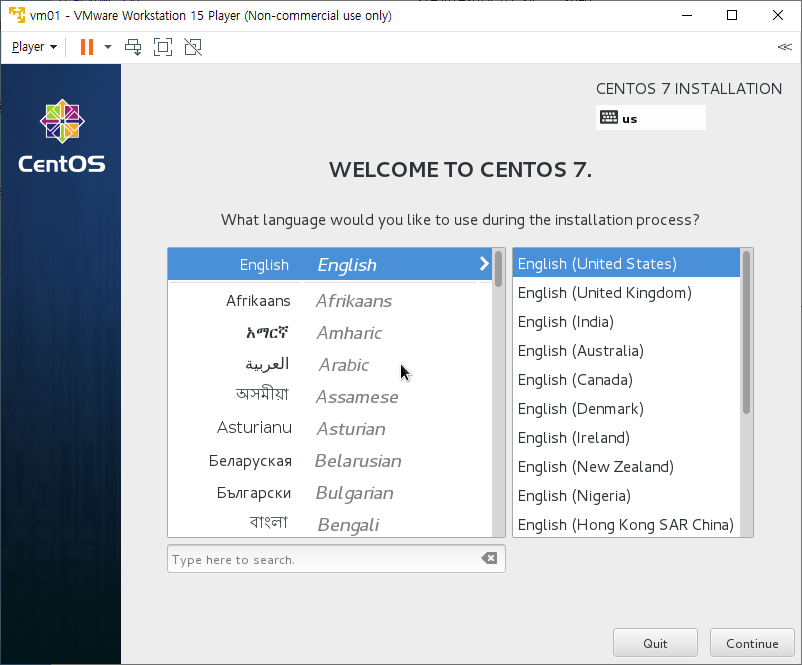 vm01 - VMware Workstation 15 Player (Non-commercial use only)
Player
CentOS
CENTOS 7 INSTALLATION
us
WELCOME TO CENTOS 7.
What language would you like to use during the installation process?
English English
Afrikaans Afrikaans
አማርኛ Amharic
العربية Arabic
অসমীয়া Assamese
Asturianu Asturian
Беларуская Belarusian
Български Bulgarian
বাংলা Bengali
English (United States)
English (United Kingdom)
English (India)
English (Australia)
English (Canada)
English (Denmark)
English (Ireland)
English (New Zealand)
English (Nigeria)
English (Hong Kong SAR China)
Type here to search.
Quit
Continue